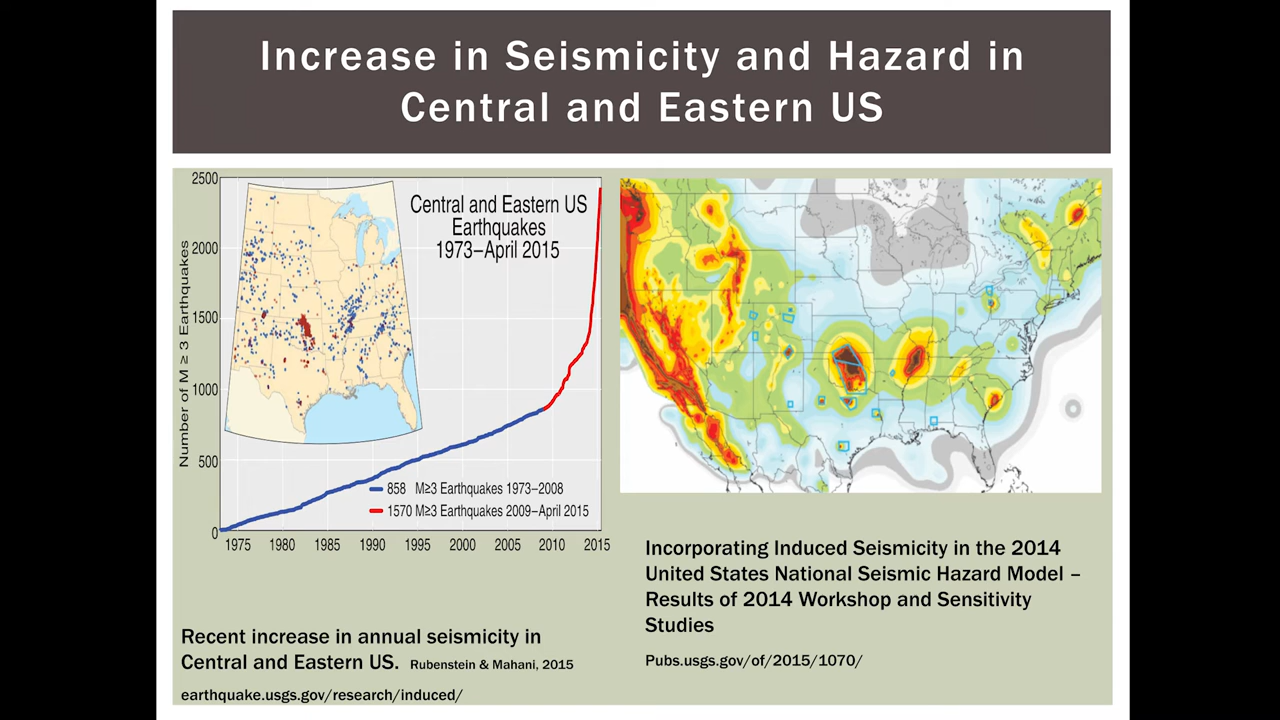 Increase in Seismicity and Hazard in
Central and Eastern US
Number of M ≥ 3 Earthquakes
2500
2000
1500
1000
500
0
Central and Eastern US
Earthquakes
1973–April 2015
858 M≥3 Earthquakes 1973–2008
1570 M≥3 Earthquakes 2009–April 2015
1975 1980 1985 1990 1995 2000 2005 2010 2015
Recent increase in annual seismicity in
Central and Eastern US. Rubenstein & Mahani, 2015
earthquake.usgs.gov/research/induced/
Incorporating Induced Seismicity in the 2014
United States National Seismic Hazard Model –
Results of 2014 Workshop and Sensitivity
Studies
Pubs.usgs.gov/of/2015/1070/